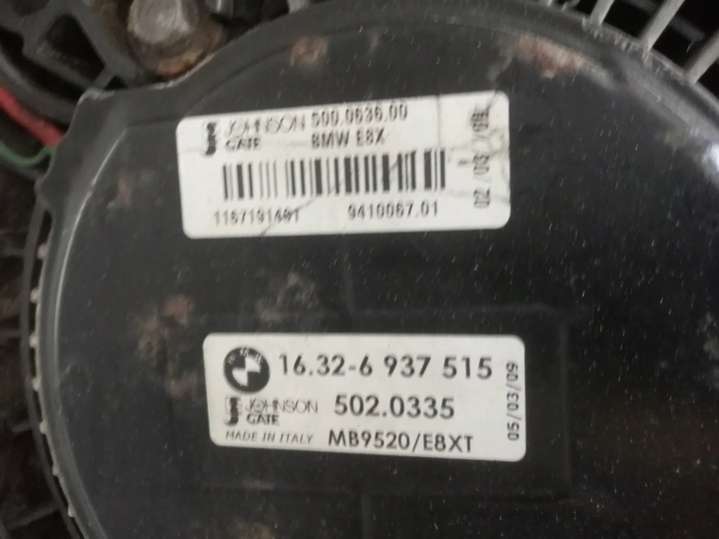 JOHNSON 500.0636.00
GATE BMW E8X
1167191461 9410067.01
02/03/09
16.32-6 937 515
JOHNSON 502.0335
GATE
MADE IN ITALY MB9520/E8XT
05/03/09